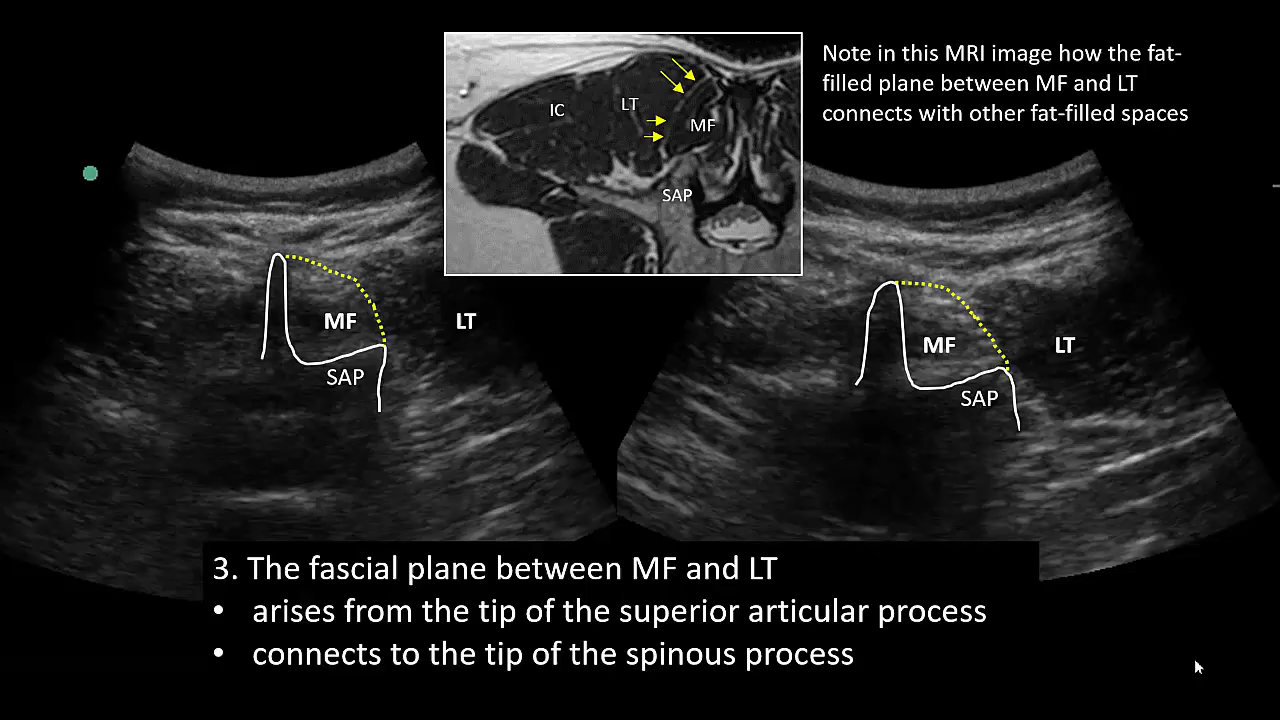 Note in this MRI image how the fat-
filled plane between MF and LT
connects with other fat-filled spaces
IC
LT
MF
SAP
MF
LT
SAP
MF
LT
SAP
3. The fascial plane between MF and LT
• arises from the tip of the superior articular process
• connects to the tip of the spinous process